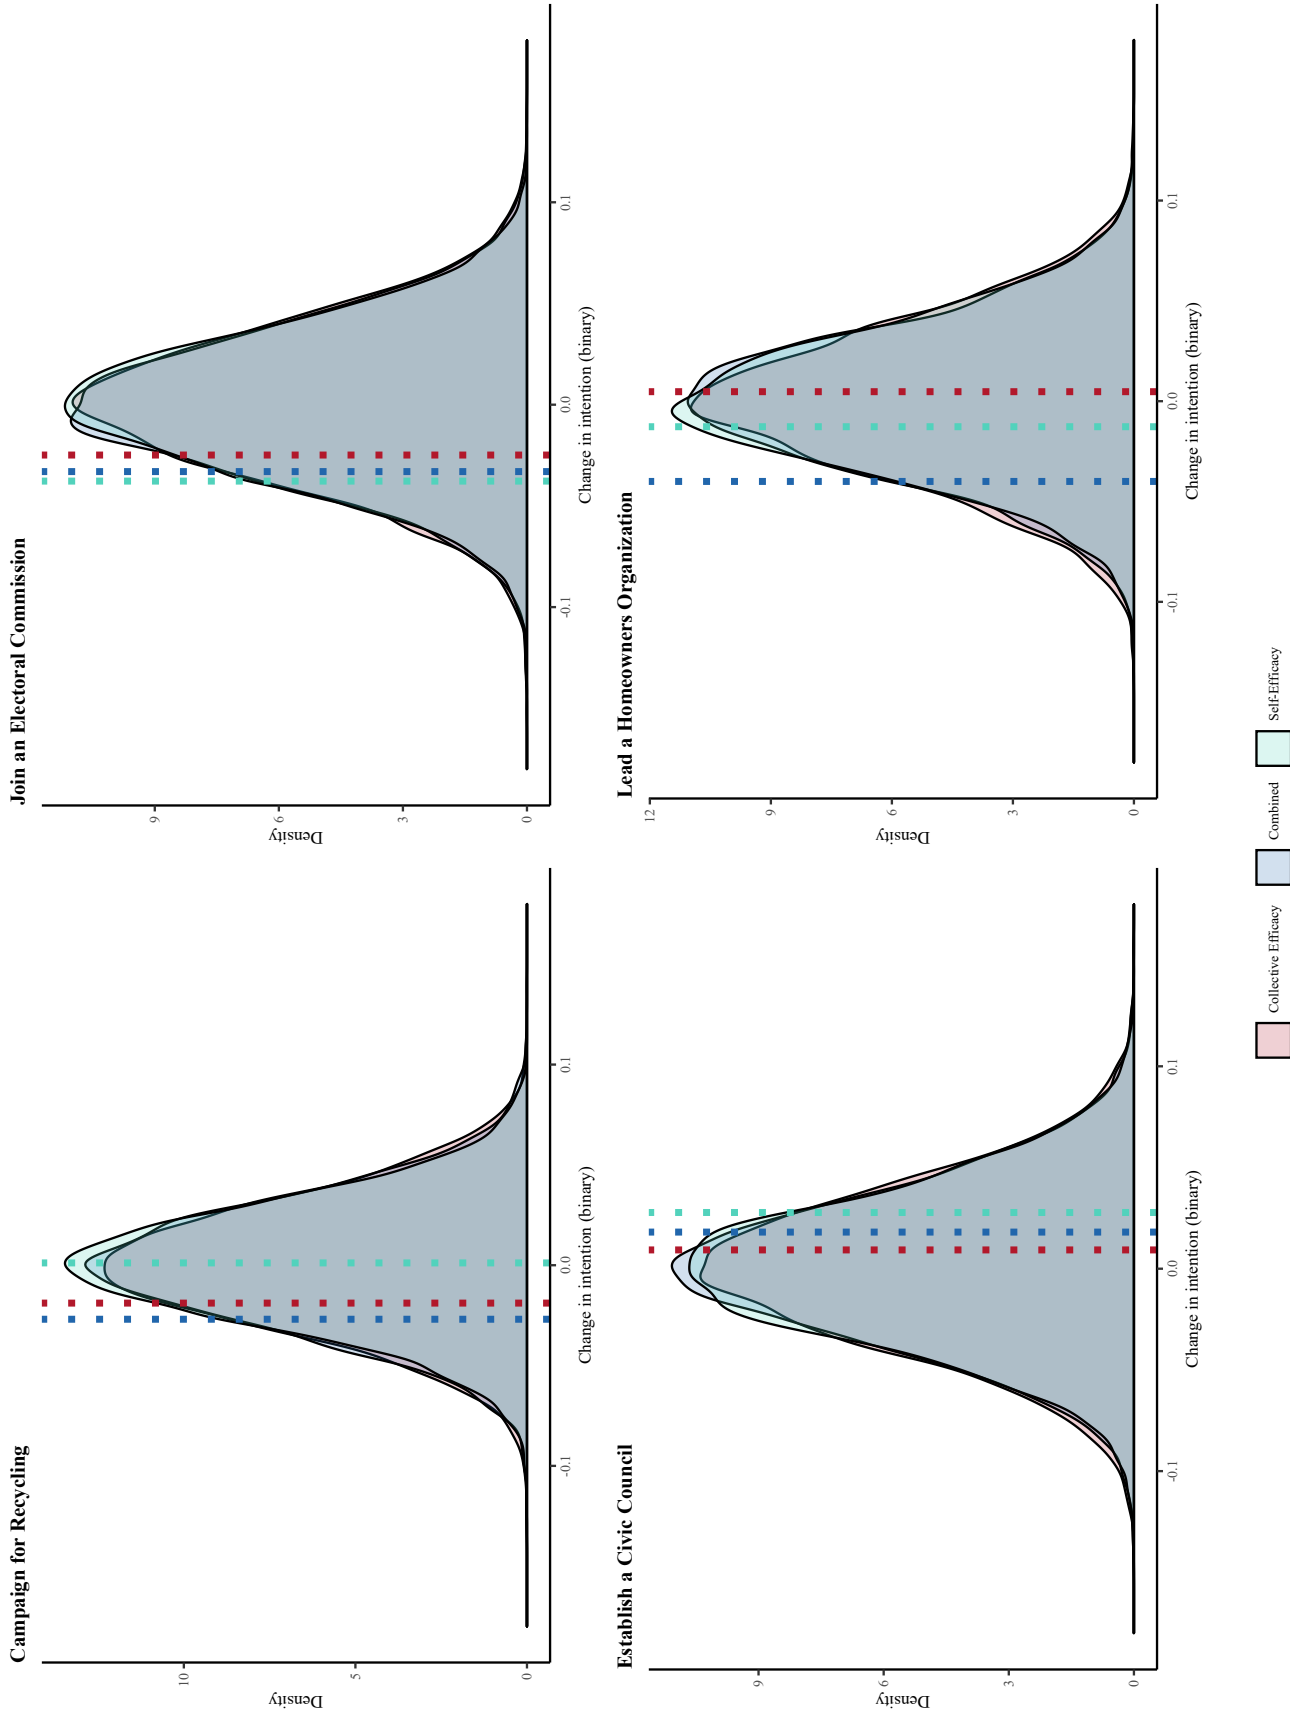 Campaign for Recycling
Density
0
5
10
-0.1
0.0
0.1
Change in intention (binary)
Join an Electoral Commission
Density
0
3
6
9
-0.1
0.0
0.1
Change in intention (binary)
Establish a Civic Council
Density
0
3
6
9
-0.1
0.0
0.1
Change in intention (binary)
Lead a Homeowners Organization
Density
0
3
6
9
12
-0.1
0.0
0.1
Change in intention (binary)
Collective Efficacy
Combined
Self-Efficacy